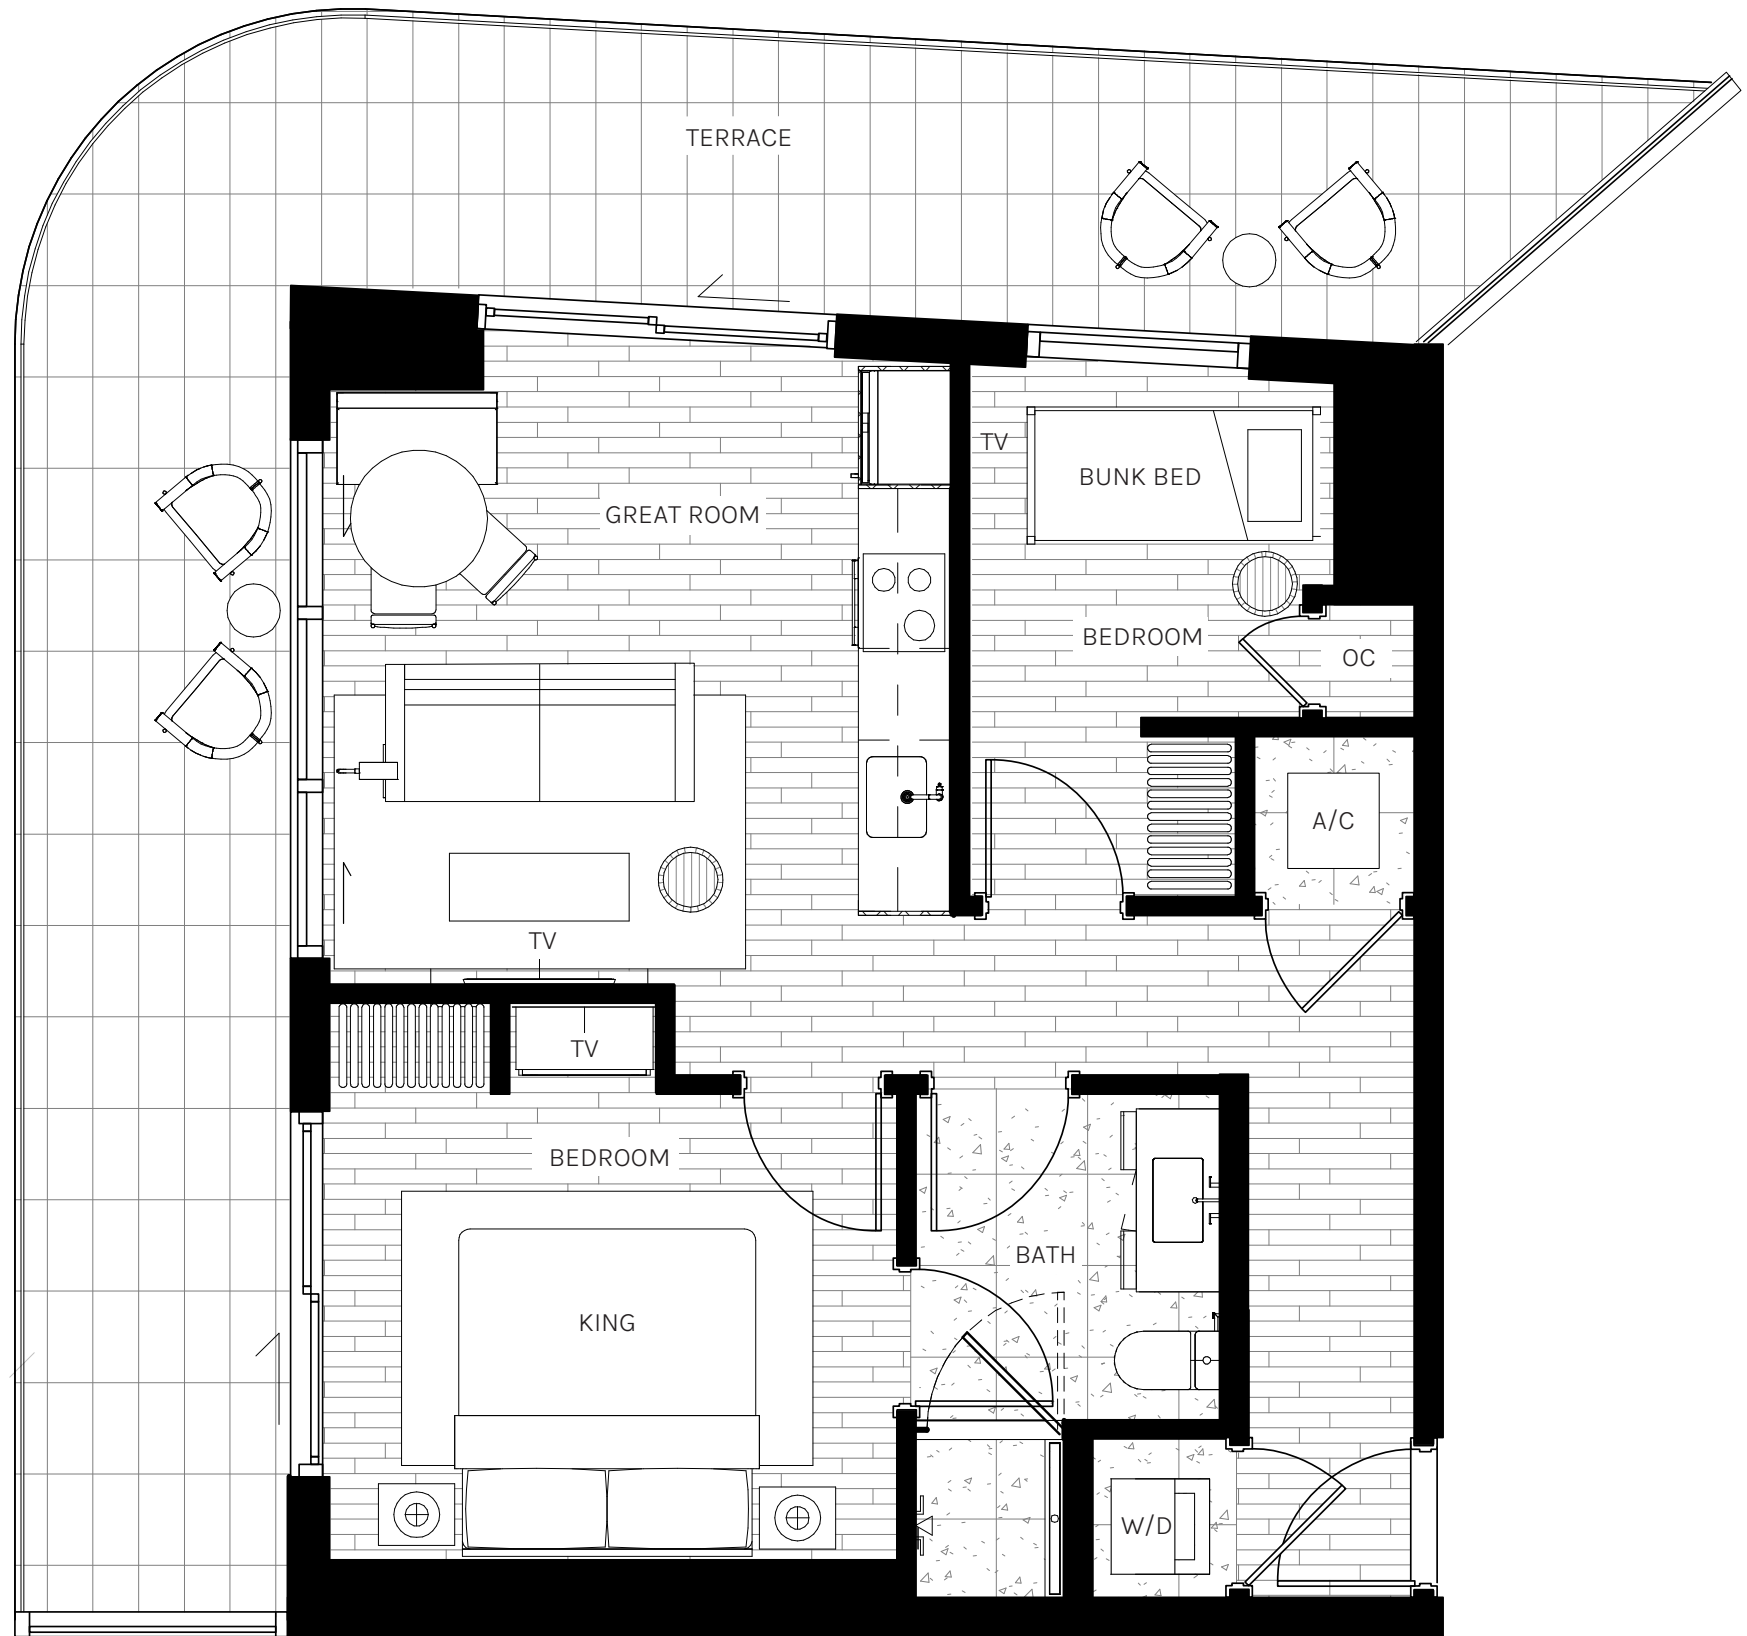 TERRACE
TV
BUNK BED
GREAT ROOM
BEDROOM
OC
A/C
TV
TV
BEDROOM
BATH
KING
W/D